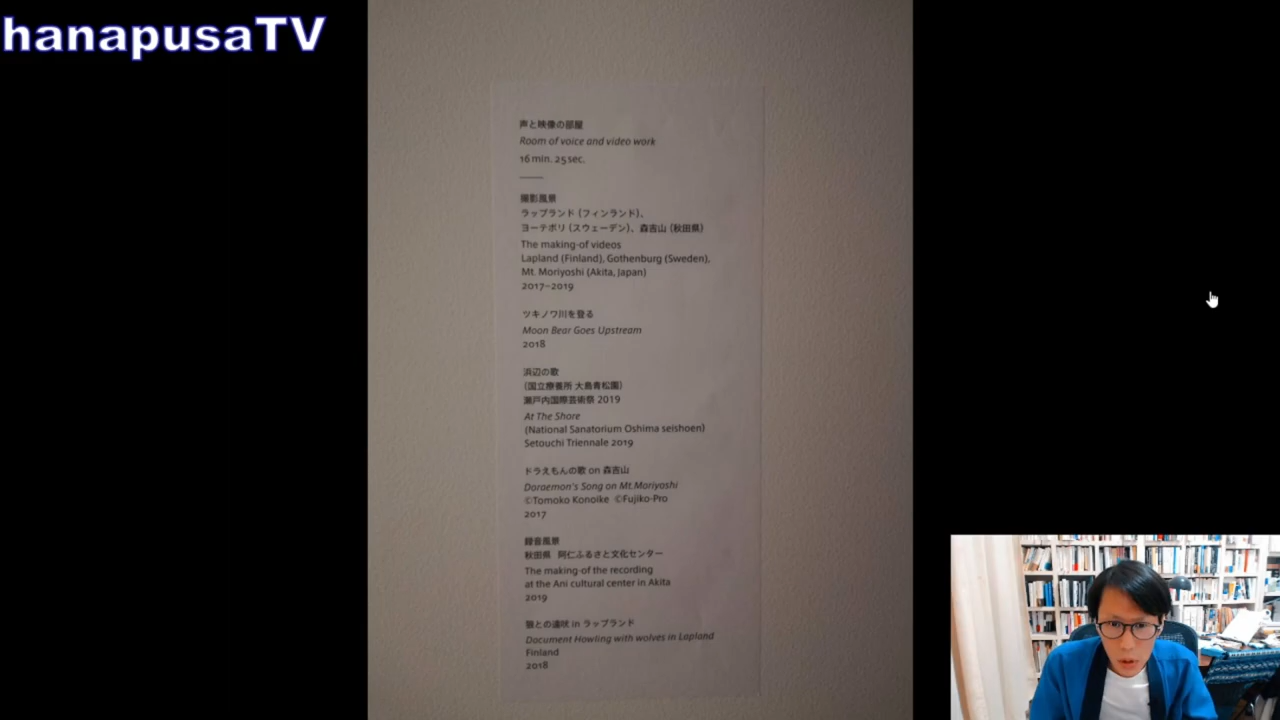 hanapusaTV
声と映像の部屋
Room of voice and video work
16 min. 25 sec.
撮影風景
ラップランド (フィンランド)、
ヨーテボリ (スウェーデン)、森吉山 (秋田県)
The making-of videos
Lapland (Finland), Gothenburg (Sweden),
Mt. Moriyoshi (Akita, Japan)
2017–2019
ツキノワ川を登る
Moon Bear Goes Upstream
2018
浜辺の歌
(国立療養所 大島青松園)
瀬戸内国際芸術祭 2019
At The Shore
(National Sanatorium Oshima seishoen)
Setouchi Triennale 2019
ドラえもんの歌 on 森吉山
Doraemon's Song on Mt.Moriyoshi
©Tomoko Konoike ©Fujiko-Pro
2017
録音風景
秋田県 阿仁ふるさと文化センター
The making-of the recording
at the Ani cultural center in Akita
2019
狼との遠吠 in ラップランド
Document Howling with wolves in Lapland
Finland
2018